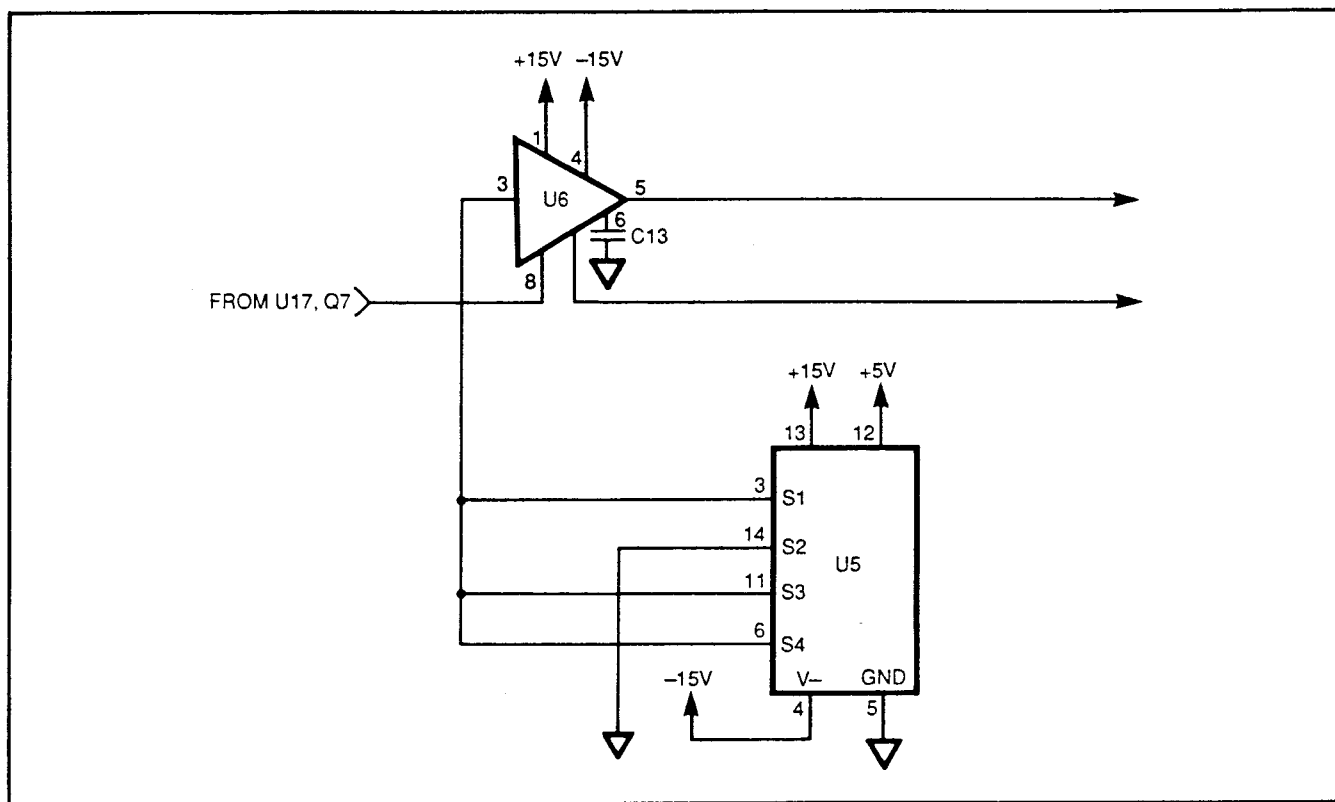 +15V −15V
1
4
3
U6
5
6
C13
8
FROM U17, Q7
+15V +5V
13
12
3
S1
14
S2
U5
11
S3
6
S4
−15V
V−
GND
4
5